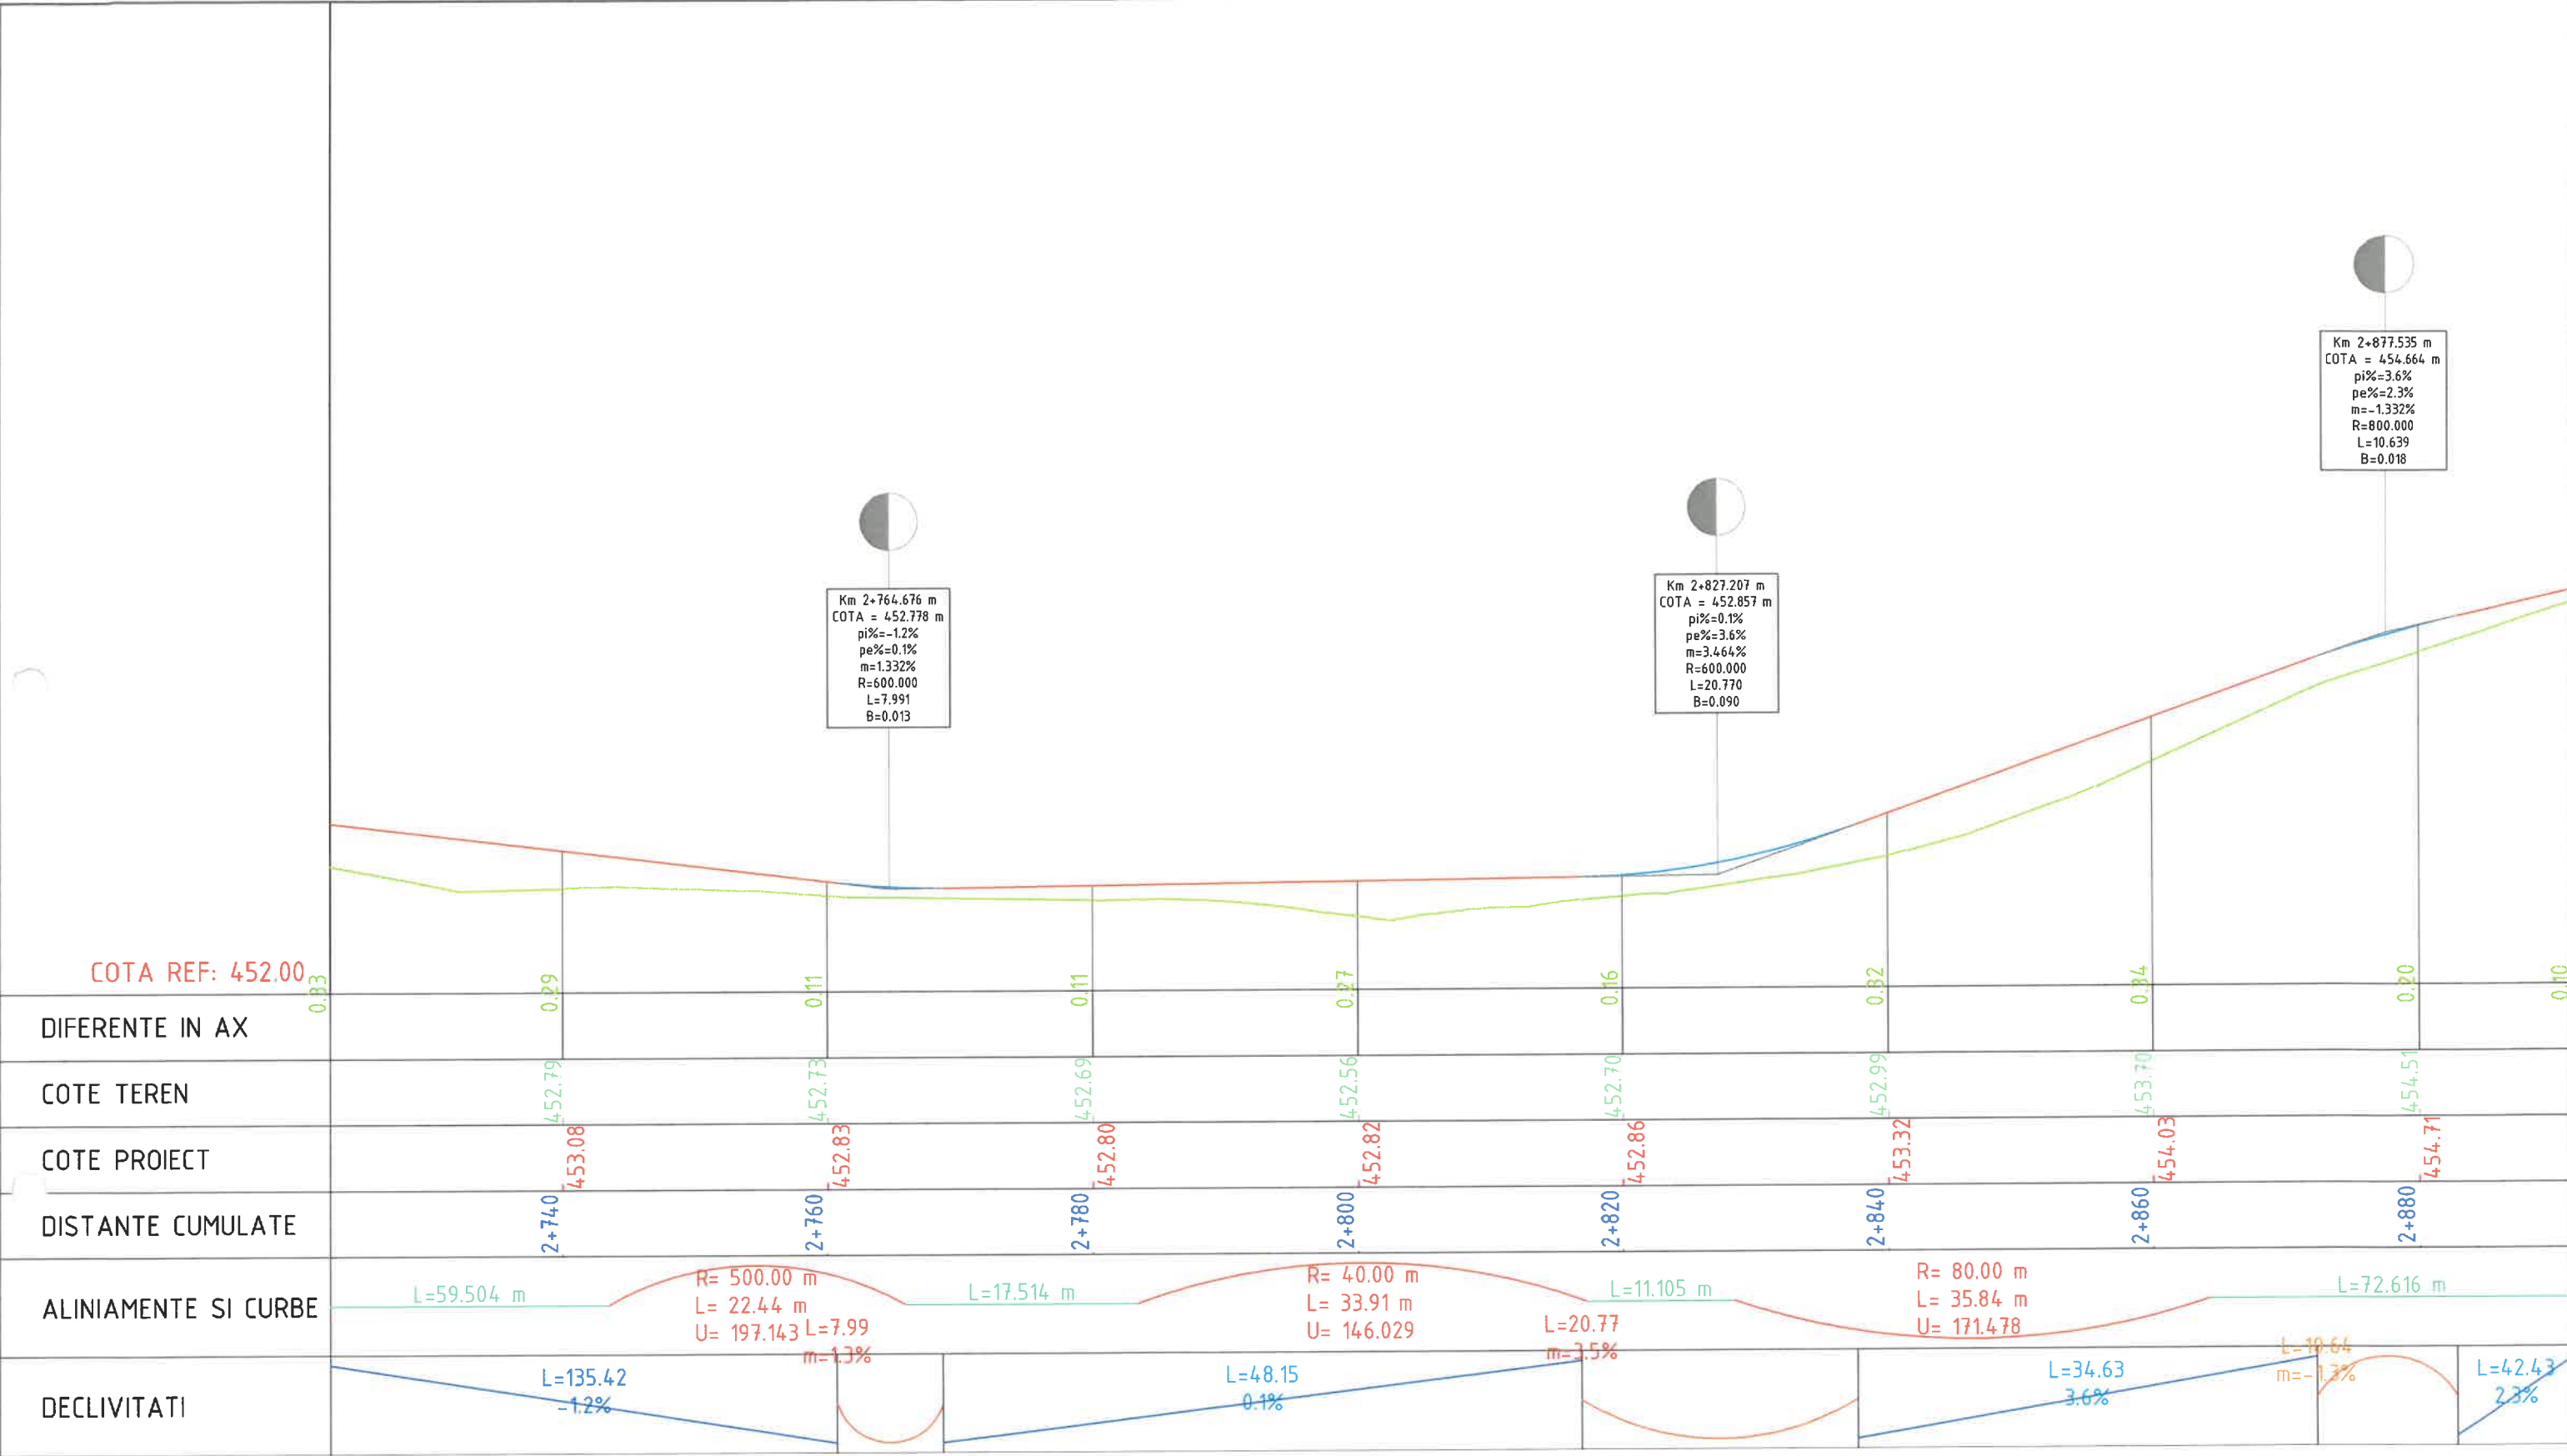 Km 2+877.535 m
COTA = 454.664 m
pi%=3.6%
pe%=2.3%
m=-1.332%
R=800.000
L=10.639
B=0.018
Km 2+764.676 m
COTA = 452.778 m
pi%=-1.2%
pe%=0.1%
m=1.332%
R=600.000
L=7.991
B=0.013
Km 2+827.207 m
COTA = 452.857 m
pi%=0.1%
pe%=3.6%
m=3.464%
R=600.000
L=20.770
B=0.090
COTA REF: 452.00
DIFERENTE IN AX
0.33
0.29
0.11
0.11
0.27
0.16
0.32
0.34
0.20
0.10
COTE TEREN
452.79
452.73
452.69
452.56
452.70
452.99
453.70
454.51
COTE PROIECT
453.08
452.83
452.80
452.82
452.86
453.32
454.03
454.71
DISTANTE CUMULATE
2+740
2+760
2+780
2+800
2+820
2+840
2+860
2+880
ALINIAMENTE SI CURBE
L=59.504 m
R= 500.00 m
L= 22.44 m
U= 197.143
L=17.514 m
R= 40.00 m
L= 33.91 m
U= 146.029
L=11.105 m
R= 80.00 m
L= 35.84 m
U= 171.478
L=72.616 m
DECLIVITATI
L=135.42
-1.2%
L=7.99
m=1.3%
L=48.15
0.1%
L=20.77
m=3.5%
L=34.63
3.6%
L=10.64
m=-1.3%
L=42.43
2.3%